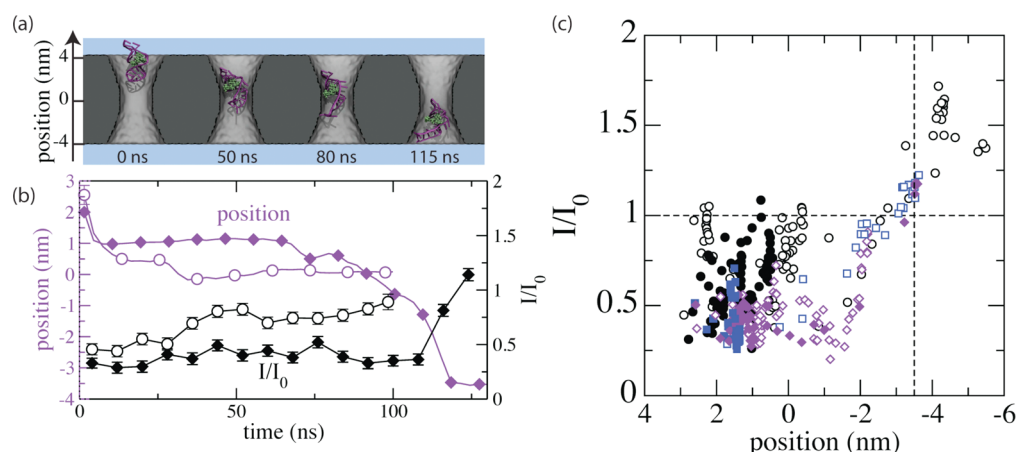 (a)
position (nm)
4
0
-4
0 ns
50 ns
80 ns
115 ns
(b)
position (nm)
3
2
1
0
-1
-2
-3
-4
position
I/I0
0
50
100
time (ns)
2
1.5
1
0.5
0
I/I0
(c)
I/I0
2
1.5
1
0.5
0
4
2
0
-2
-4
-6
position (nm)